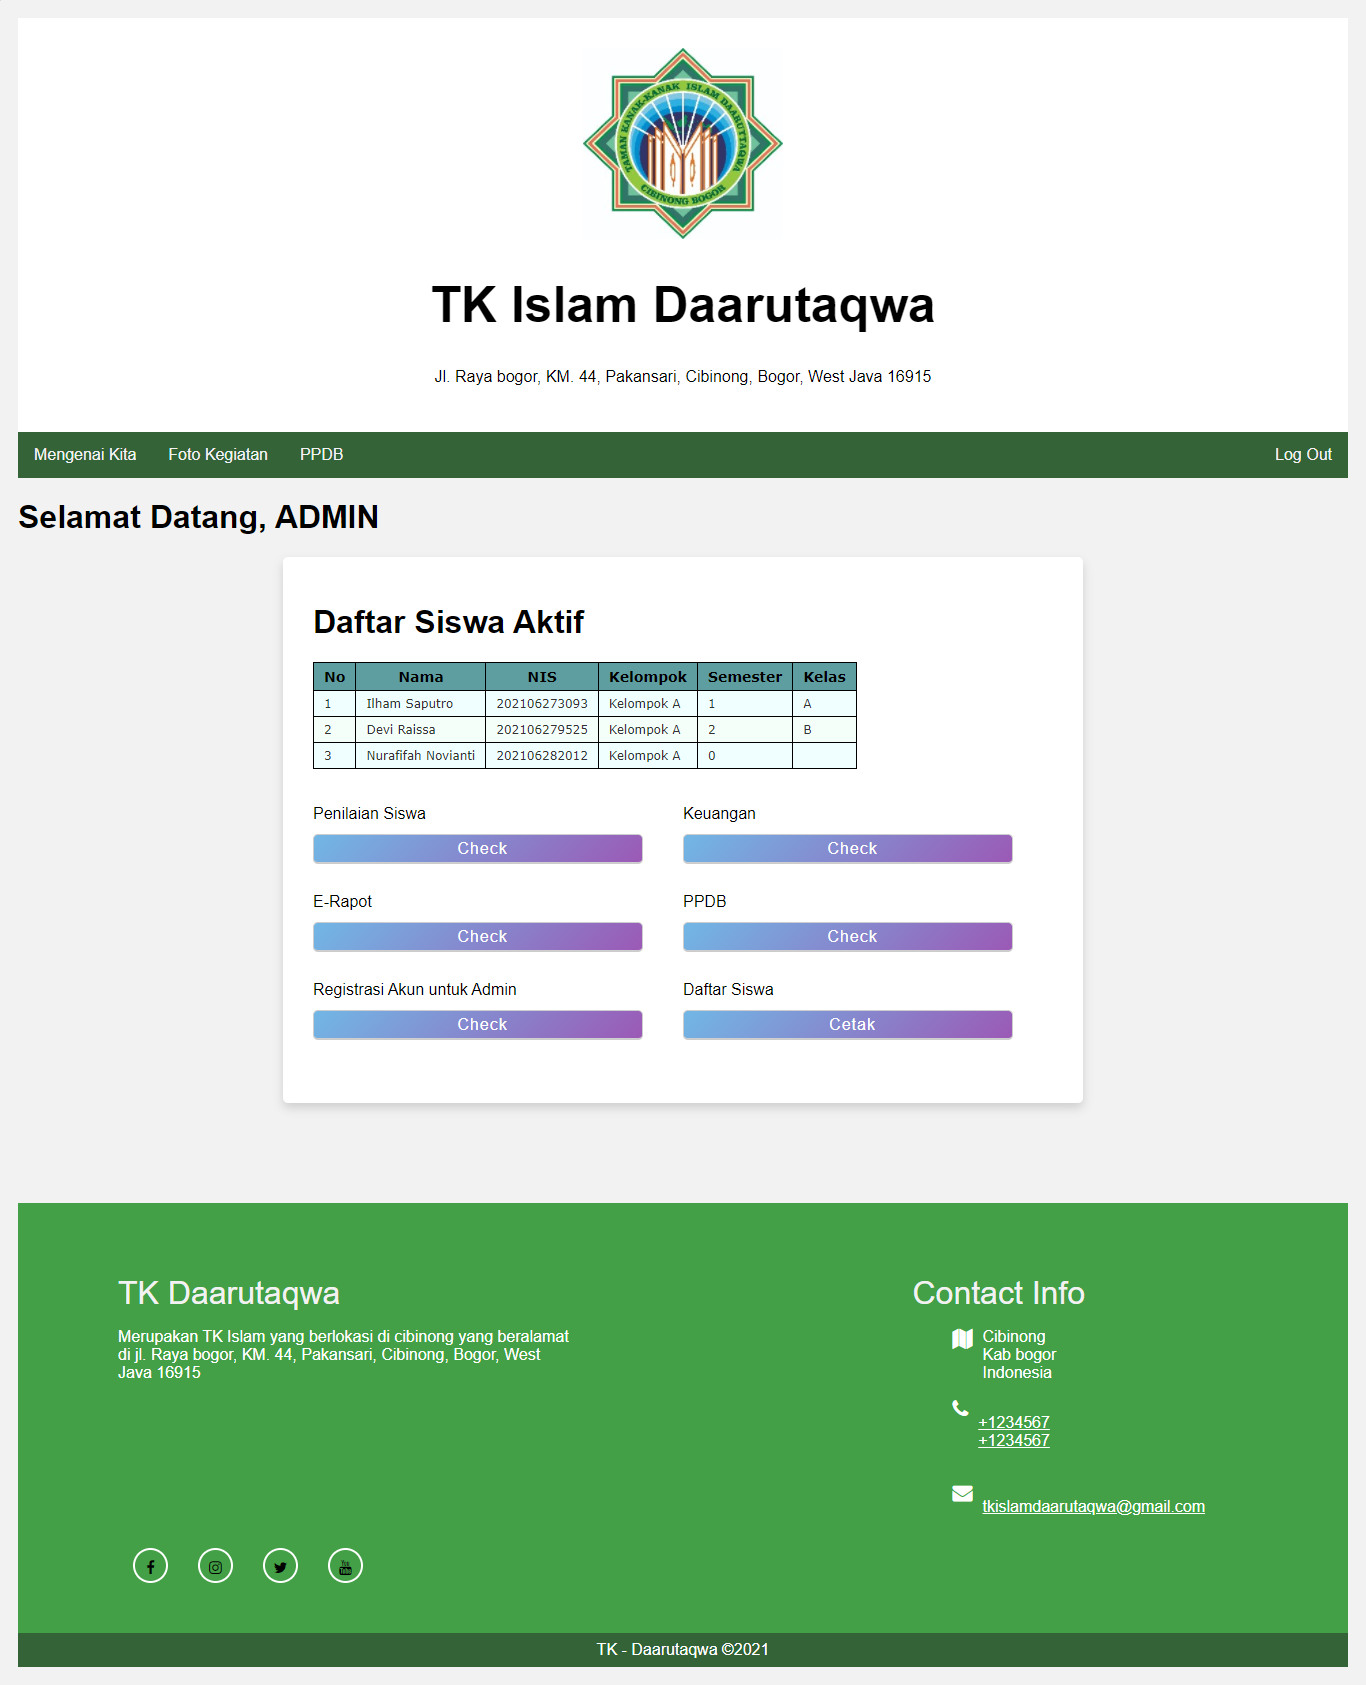 TAMAN KANAK-KANAK ISLAM DAARUTTAQWA
CIBINONG BOGOR
TK Islam Daarutaqwa
Jl. Raya bogor, KM. 44, Pakansari, Cibinong, Bogor, West Java 16915
Mengenai Kita Foto Kegiatan PPDB Log Out
Selamat Datang, ADMIN
Daftar Siswa Aktif
No Nama NIS Kelompok Semester Kelas
1 Ilham Saputro 202106273093 Kelompok A 1 A
2 Devi Raissa 202106279525 Kelompok A 2 B
3 Nurafifah Novianti 202106282012 Kelompok A 0
Penilaian Siswa Keuangan
Check Check
E-Rapot PPDB
Check Check
Registrasi Akun untuk Admin Daftar Siswa
Check Cetak
TK Daarutaqwa
Merupakan TK Islam yang berlokasi di cibinong yang beralamat
di jl. Raya bogor, KM. 44, Pakansari, Cibinong, Bogor, West
Java 16915
Contact Info
Cibinong
Kab bogor
Indonesia
+1234567
+1234567
tkislamdaarutaqwa@gmail.com
You Tube
TK - Daarutaqwa ©2021